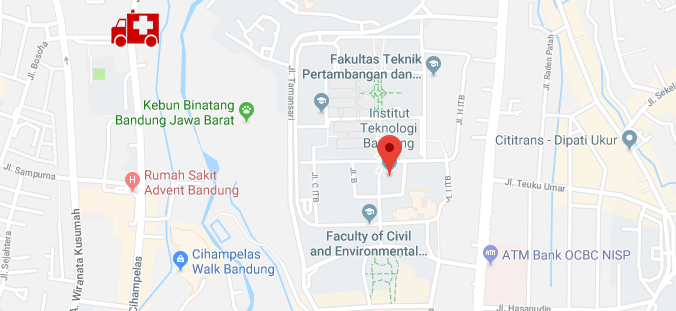 Jl. Bosscha
Jl. Tamansari
Fakultas Teknik
Pertambangan dan...
Jl. Raden Patah
Jl. Sekelo
Kebun Binatang
Bandung Jawa Barat
Institut
Teknologi
Bandung
Jl. H ITB
Cititrans - Dipati Ukur
Jl. Sampurna
Rumah Sakit
Advent Bandung
Jl. C ITB
Jl. B
Jl. I ITB
Jl. Teuku Umar
Jl. Sejahtera
A. Wiranata Kusumah
Cihampelas
Cihampelas
Walk Bandung
Faculty of Civil
and Environmental...
ATM
ATM Bank OCBC NISP
Jl. Hasanudin
H